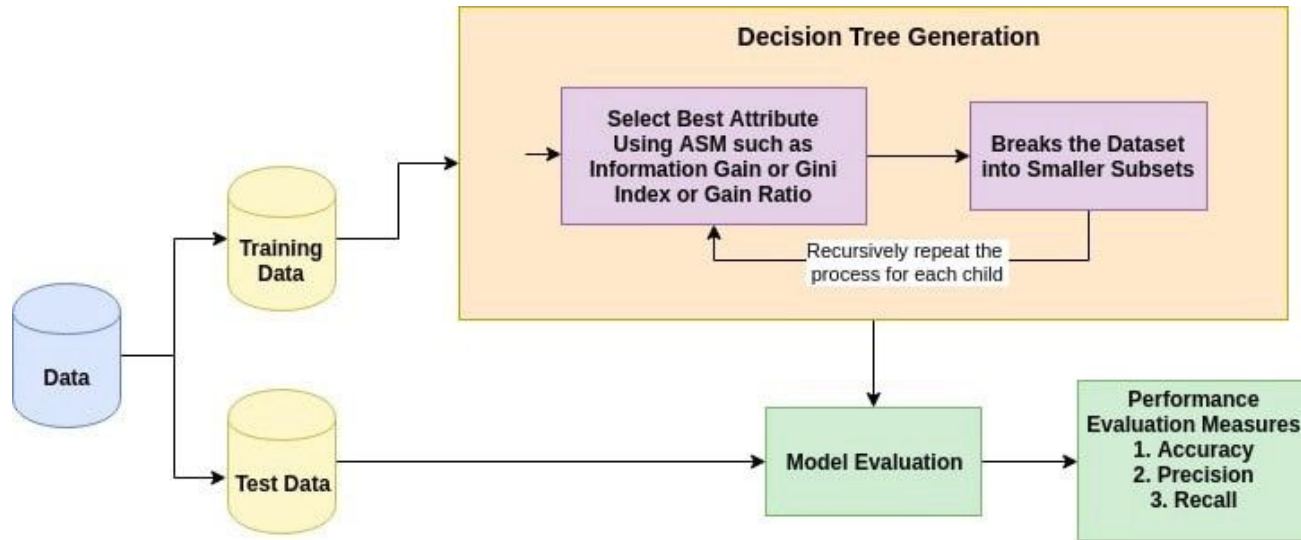 Decision Tree Generation
Select Best Attribute
Using ASM such as
Information Gain or Gini
Index or Gain Ratio
Breaks the Dataset
into Smaller Subsets
Recursively repeat the
process for each child
Training
Data
Data
Test Data
Model Evaluation
Performance
Evaluation Measures
1. Accuracy
2. Precision
3. Recall